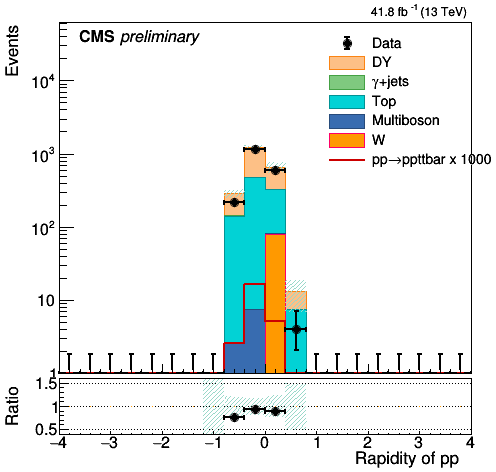 41.8 fb⁻¹ (13 TeV)
CMS preliminary
Events
Data
DY
γ+jets
Top
Multiboson
W
pp→ppttbar x 1000
10⁴
10³
10²
10
1
Ratio
1.5
1
0.5
−4 −3 −2 −1 0 1 2 3 4
Rapidity of pp